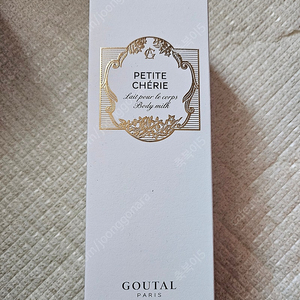 PETITE
CHÉRIE
Lait pour le corps
Body milk
GOUTAL
PARIS